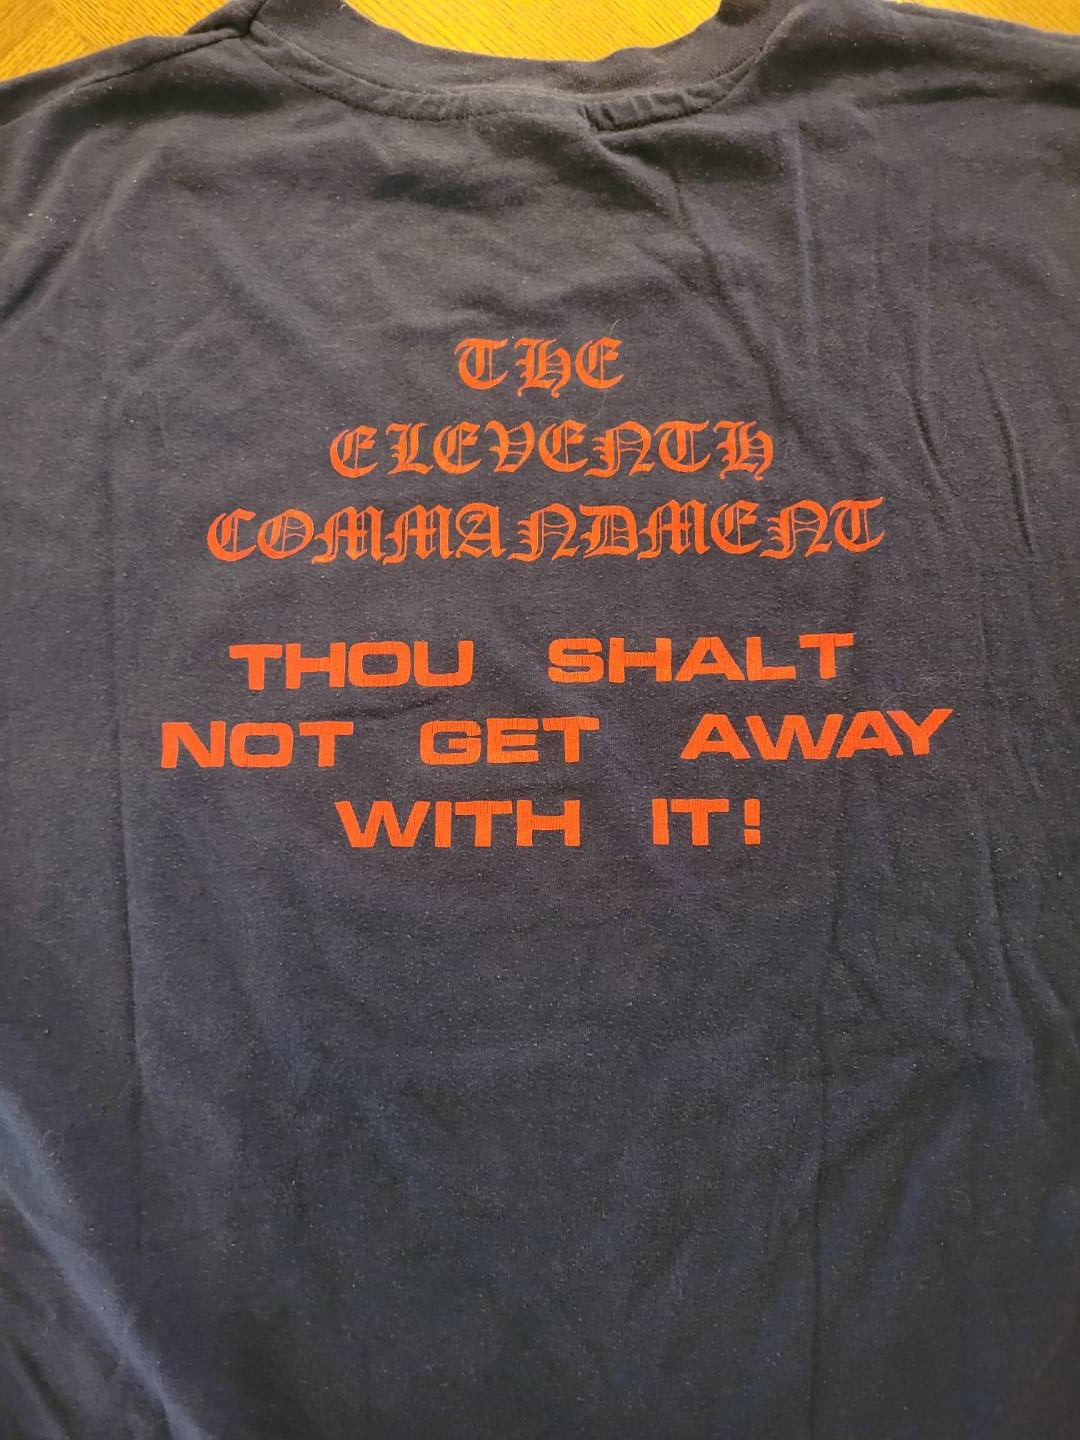 THE
ELEVENTH
COMMANDMENT
THOU SHALT
NOT GET AWAY
WITH IT!